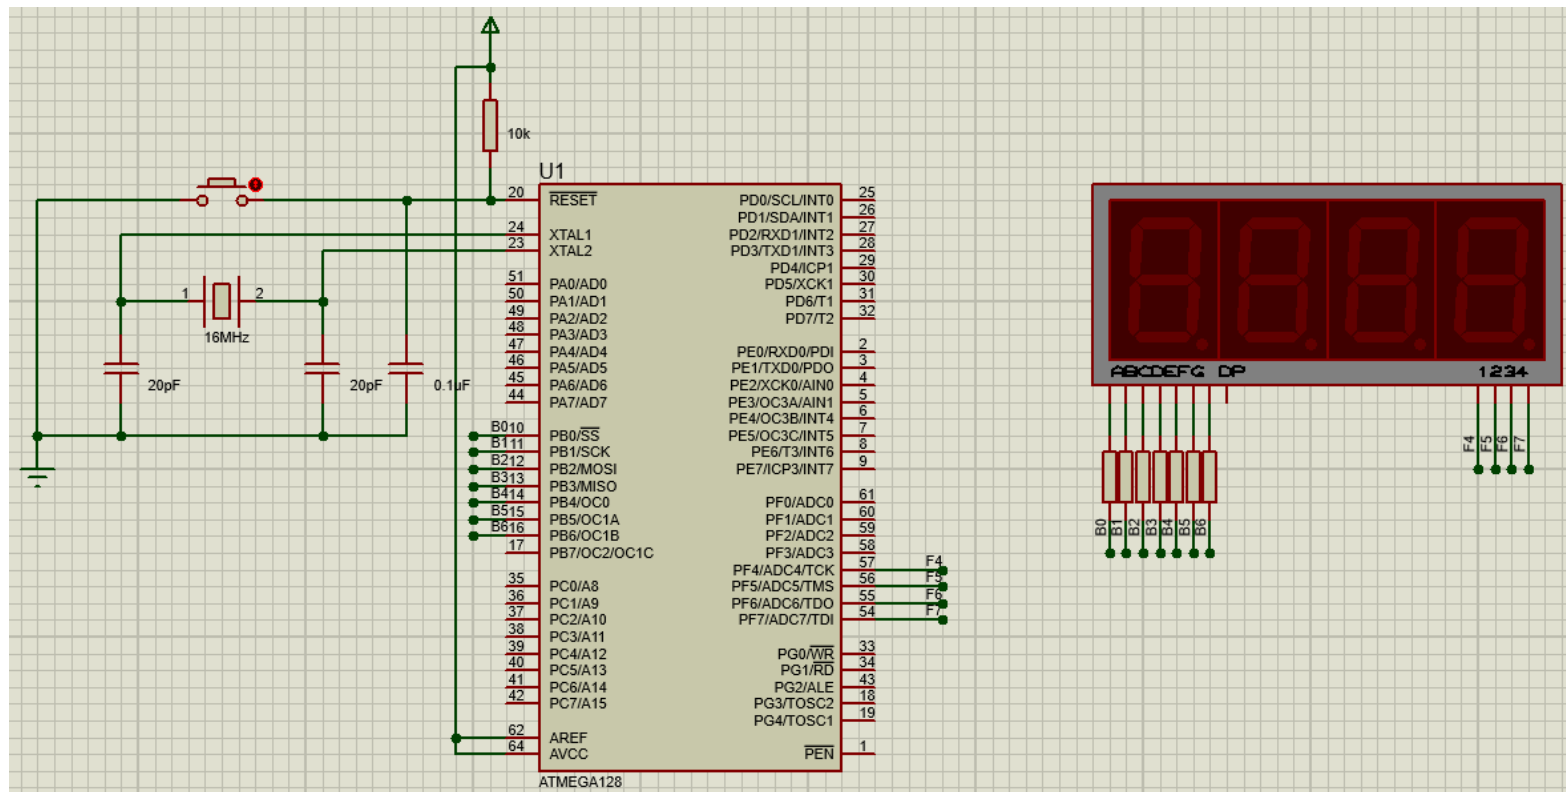 10k
U1
20 RESET
24 XTAL1
23 XTAL2
1 2
16MHz
20pF
20pF
0.1uF
51 PA0/AD0
50 PA1/AD1
49 PA2/AD2
48 PA3/AD3
47 PA4/AD4
46 PA5/AD5
45 PA6/AD6
44 PA7/AD7
B0 10 PB0/SS
B1 11 PB1/SCK
B2 12 PB2/MOSI
B3 13 PB3/MISO
B4 14 PB4/OC0
B5 15 PB5/OC1A
B6 16 PB6/OC1B
17 PB7/OC2/OC1C
35 PC0/A8
36 PC1/A9
37 PC2/A10
38 PC3/A11
39 PC4/A12
40 PC5/A13
41 PC6/A14
42 PC7/A15
62 AREF
64 AVCC
PD0/SCL/INT0 25
PD1/SDA/INT1 26
PD2/RXD1/INT2 27
PD3/TXD1/INT3 28
PD4/ICP1 29
PD5/XCK1 30
PD6/T1 31
PD7/T2 32
PE0/RXD0/PDI 2
PE1/TXD0/PDO 3
PE2/XCK0/AIN0 4
PE3/OC3A/AIN1 5
PE4/OC3B/INT4 6
PE5/OC3C/INT5 7
PE6/T3/INT6 8
PE7/ICP3/INT7 9
PF0/ADC0 61
PF1/ADC1 60
PF2/ADC2 59
PF3/ADC3 58
PF4/ADC4/TCK 57 F4
PF5/ADC5/TMS 56 F5
PF6/ADC6/TDO 55 F6
PF7/ADC7/TDI 54 F7
PG0/WR 33
PG1/RD 34
PG2/ALE 43
PG3/TOSC2 18
PG4/TOSC1 19
PEN 1
ATMEGA128
ABCDEFG DP
1234
B0 B1 B2 B3 B4 B5 B6
F4 F5 F6 F7